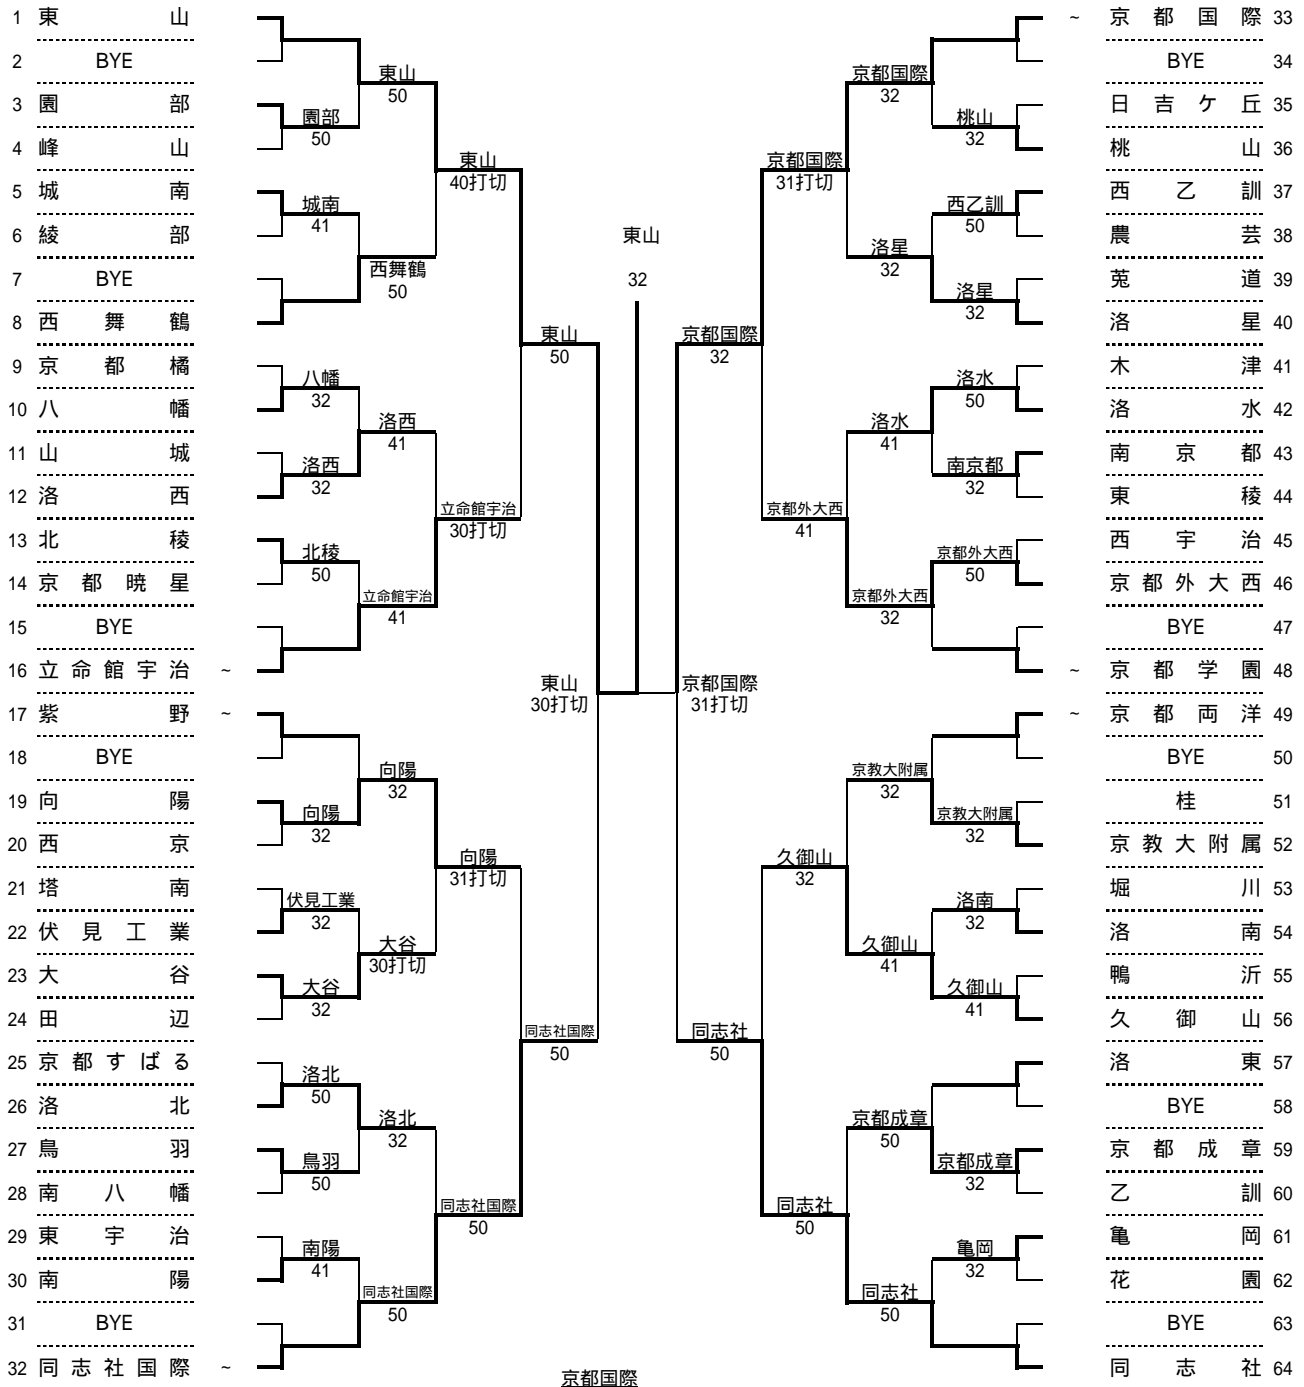 1 東山
2 BYE
3 園部
4 峰山
5 城南
6 綾部
7 BYE
8 西舞鶴
9 京都橘
10 八幡
11 山城
12 洛西
13 北稜
14 京都暁星
15 BYE
16 立命館宇治 ~
17 紫野 ~
18 BYE
19 向陽
20 西京
21 塔南
22 伏見工業
23 大谷
24 田辺
25 京都すばる
26 洛北
27 鳥羽
28 南八幡
29 東宇治
30 南陽
31 BYE
32 同志社国際 ~
園部
50
城南
41
八幡
32
洛西
32
北稜
50
向陽
32
伏見工業
32
大谷
32
洛北
50
鳥羽
50
南陽
41
東山
50
西舞鶴
50
洛西
41
立命館宇治
41
向陽
32
大谷
30打切
洛北
32
同志社国際
50
東山
40打切
立命館宇治
30打切
向陽
31打切
同志社国際
50
東山
50
同志社国際
50
東山
30打切
東山
32
京都国際
31打切
京都国際
32
同志社
50
京都国際
31打切
京都外大西
41
久御山
32
同志社
50
京都国際
32
洛星
32
洛水
41
京都外大西
32
京教大附属
32
久御山
41
京都成章
50
同志社
50
桃山
32
西乙訓
50
洛星
32
洛水
50
南京都
32
京都外大西
50
京教大附属
32
洛南
32
久御山
41
京都成章
32
亀岡
32
~ 京都国際 33
BYE 34
日吉ケ丘 35
桃山 36
西乙訓 37
農芸 38
莵道 39
洛星 40
木津 41
洛水 42
南京都 43
東稜 44
西宇治 45
京都外大西 46
BYE 47
~ 京都学園 48
~ 京都両洋 49
BYE 50
桂 51
京教大附属 52
堀川 53
洛南 54
鴨沂 55
久御山 56
洛東 57
BYE 58
京都成章 59
乙訓 60
亀岡 61
花園 62
BYE 63
同志社 64
京都国際